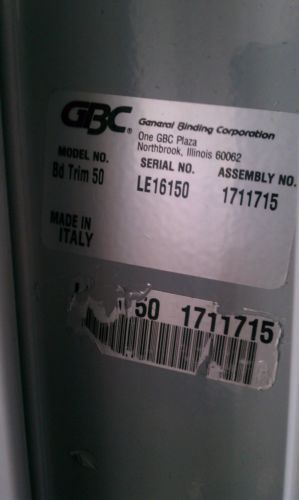 GBC® General Binding Corporation
One GBC Plaza
Northbrook, Illinois 60062
MODEL NO. SERIAL NO. ASSEMBLY NO.
Bd Trim 50 LE16150 1711715
MADE IN
ITALY
50 1711715